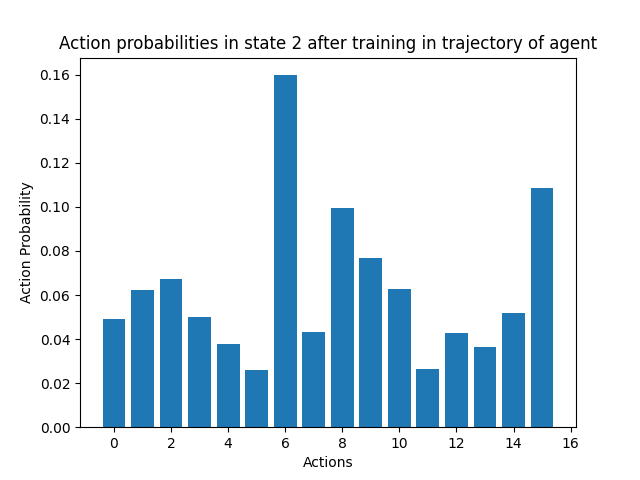 Action probabilities in state 2 after training in trajectory of agent
0.16
0.14
0.12
0.10
0.08
0.06
0.04
0.02
0.00
Action Probability
0 2 4 6 8 10 12 14 16
Actions